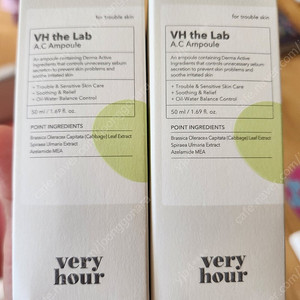 for trouble skin
VH the Lab
A.C Ampoule
An ampoule containing Derma Active
ingredients that controls unnecessary sebum
secretion to prevent skin problems and
soothe irritated skin
• Trouble & Sensitive Skin Care
• Soothing & Relief
• Oil-Water Balance Control
50 ml / 1.69 fl. oz.
POINT INGREDIENTS
Brassica Oleracea Capitata (Cabbage) Leaf Extract
Spiraea Ulmaria Extract
Azelamide MEA
very
hour
for trouble skin
VH the Lab
A.C Ampoule
An ampoule containing Derma Active
ingredients that controls unnecessary sebum
secretion to prevent skin problems and
soothe irritated skin
• Trouble & Sensitive Skin Care
• Soothing & Relief
• Oil-Water Balance Control
50 ml / 1.69 fl. oz.
POINT INGREDIENTS
Brassica Oleracea Capitata (Cabbage) Leaf Extract
Spiraea Ulmaria Extract
Azelamide MEA
very
hour